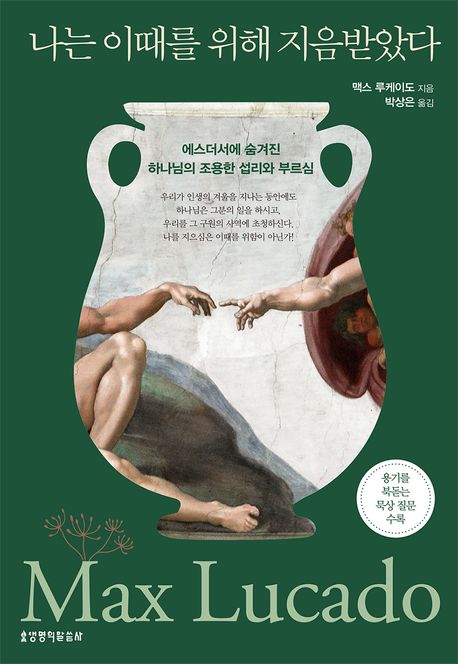 나는 이때를 위해 지음받았다
맥스 루케이도 지음
박상은 옮김
에스더서에 숨겨진
하나님의 조용한 섭리와 부르심
우리가 인생의 겨울을 지나는 동안에도
하나님은 그분의 일을 하시고,
우리를 그 구원의 사역에 초청하신다.
나를 지으심은 이때를 위함이 아닌가!
용기를
북돋는
묵상 질문
수록
Max Lucado
생명의말씀사